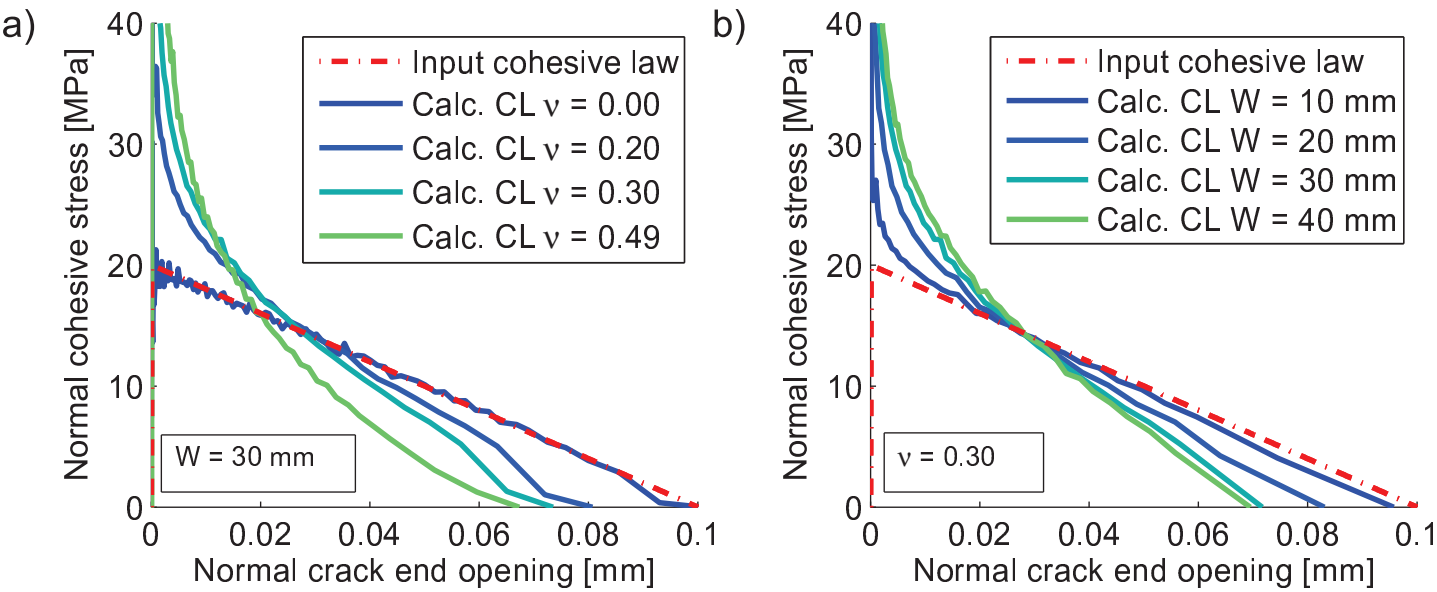 a)
Normal cohesive stress [MPa]
40
30
20
10
0
Input cohesive law
Calc. CL ν = 0.00
Calc. CL ν = 0.20
Calc. CL ν = 0.30
Calc. CL ν = 0.49
W = 30 mm
0 0.02 0.04 0.06 0.08 0.1
Normal crack end opening [mm]
b)
Normal cohesive stress [MPa]
40
30
20
10
0
Input cohesive law
Calc. CL W = 10 mm
Calc. CL W = 20 mm
Calc. CL W = 30 mm
Calc. CL W = 40 mm
ν = 0.30
0 0.02 0.04 0.06 0.08 0.1
Normal crack end opening [mm]